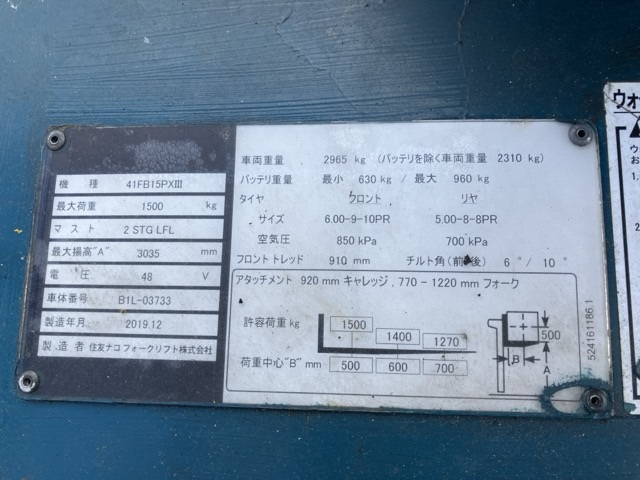 機 種 41FB15PXⅢ
最大荷重 1500 kg
マスト 2 STG LFL
最大揚高"A" 3035 mm
電 圧 48 V
車体番号 B1L-03733
製造年月 2019.12
製造者 住友ナコ フォークリフト株式会社
車両重量 2965 kg (バッテリを除く車両重量 2310 kg)
バッテリ重量 最小 630 kg / 最大 960 kg
タイヤ フロント リヤ
サイズ 6.00-9-10PR 5.00-8-8PR
空気圧 850 kPa 700 kPa
フロント トレッド 910 mm チルト角(前/後) 6°/ 10°
アタッチメント 920 mm キャレッジ, 770 - 1220 mm フォーク
許容荷重 kg 1500 1400 1270
荷重中心"B" mm 500 600 700
500
B
A
524161186.1
ウォ
ウ
お
1.
2